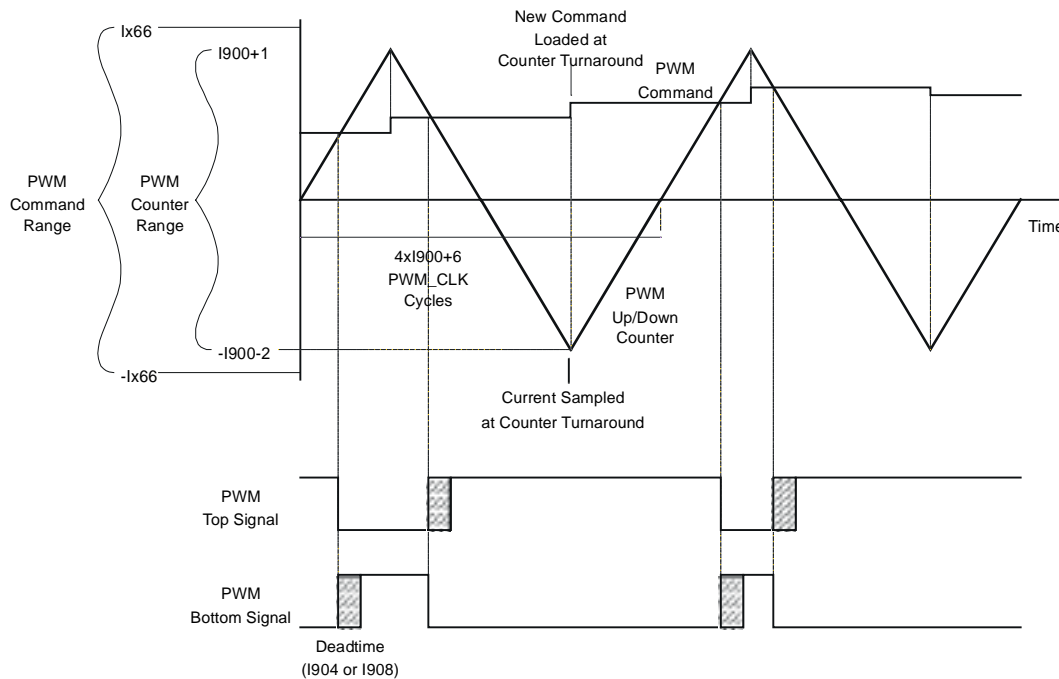 New Command
Loaded at
Counter Turnaround
Ix66
I900+1
PWM
Command
PWM
Command
Range
PWM
Counter
Range
Time
4xI900+6
PWM_CLK
Cycles
PWM
Up/Down
Counter
-I900-2
-Ix66
Current Sampled
at Counter Turnaround
PWM
Top Signal
PWM
Bottom Signal
Deadtime
(I904 or I908)